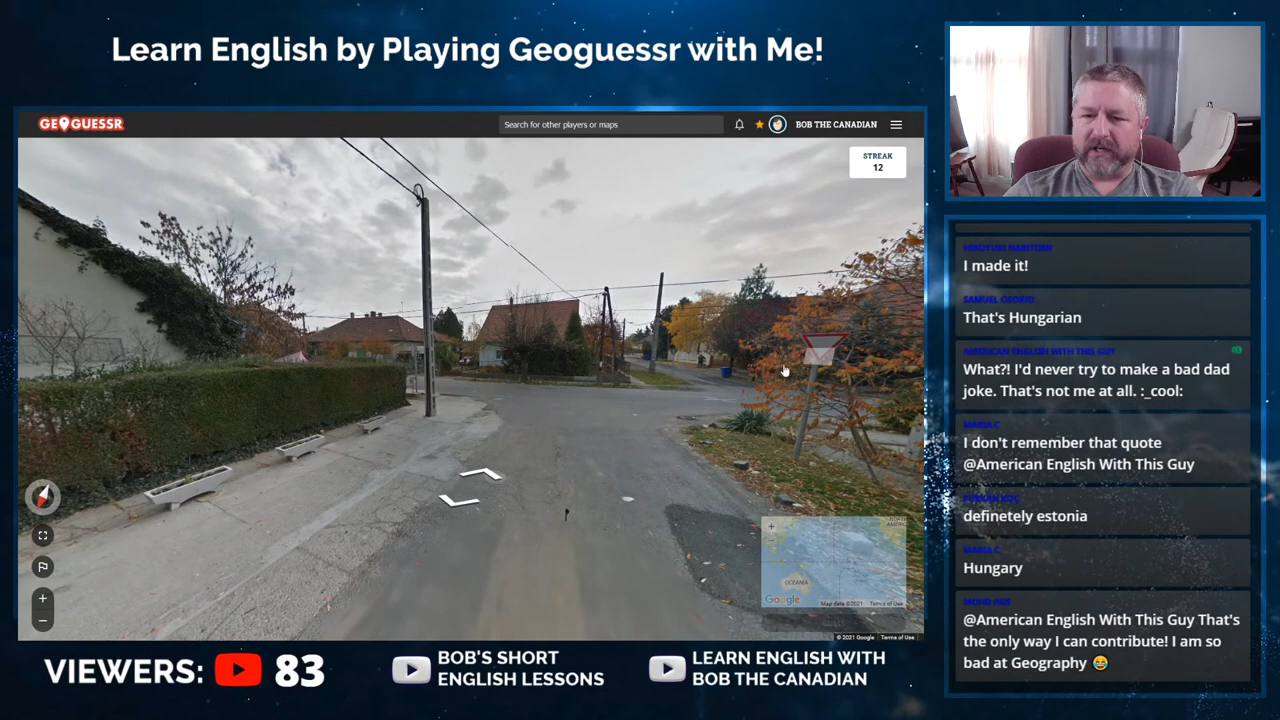 Learn English by Playing Geoguessr with Me!
GEOGUESSR
Search for other players or maps
BOB THE CANADIAN
STREAK
12
I made it!
SAMUEL OSORIO
That's Hungarian
AMERICAN ENGLISH WITH THIS GUY
What?! I'd never try to make a bad dad
joke. That's not me at all. :_cool:
MARIA C
I don't remember that quote
@American English With This Guy
FURKAN KOÇ
definetely estonia
MARIA C
Hungary
@American English With This Guy That's
the only way I can contribute! I am so
bad at Geography 😂
OCEANIA
Google
Map data ©2021
Terms of Use
© 2021 Google
Terms of Use
VIEWERS:
83
BOB'S SHORT
ENGLISH LESSONS
LEARN ENGLISH WITH
BOB THE CANADIAN